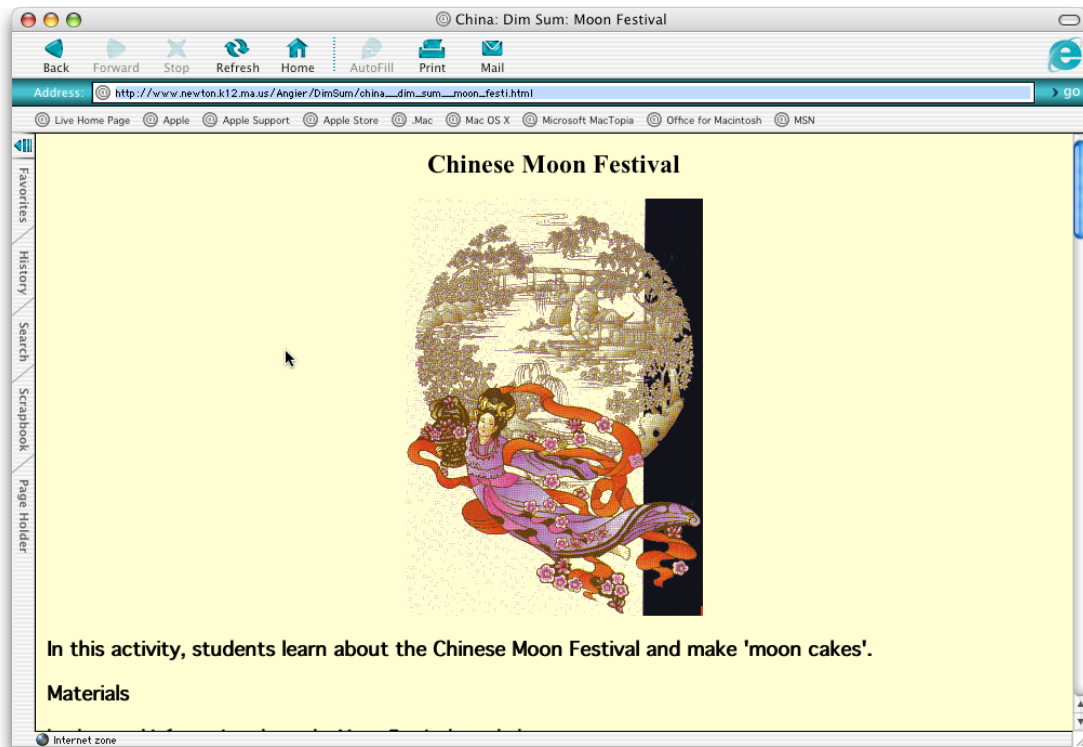 China: Dim Sum: Moon Festival
Back Forward Stop Refresh Home AutoFill Print Mail
Address: http://www.newton.k12.ma.us/Angier/DimSum/china__dim_sum__moon_festi.html go
Live Home Page Apple Apple Support Apple Store .Mac Mac OS X Microsoft MacTopia Office for Macintosh MSN
Favorites
History
Search
Scrapbook
Page Holder
Chinese Moon Festival
In this activity, students learn about the Chinese Moon Festival and make 'moon cakes'.
Materials
Internet zone